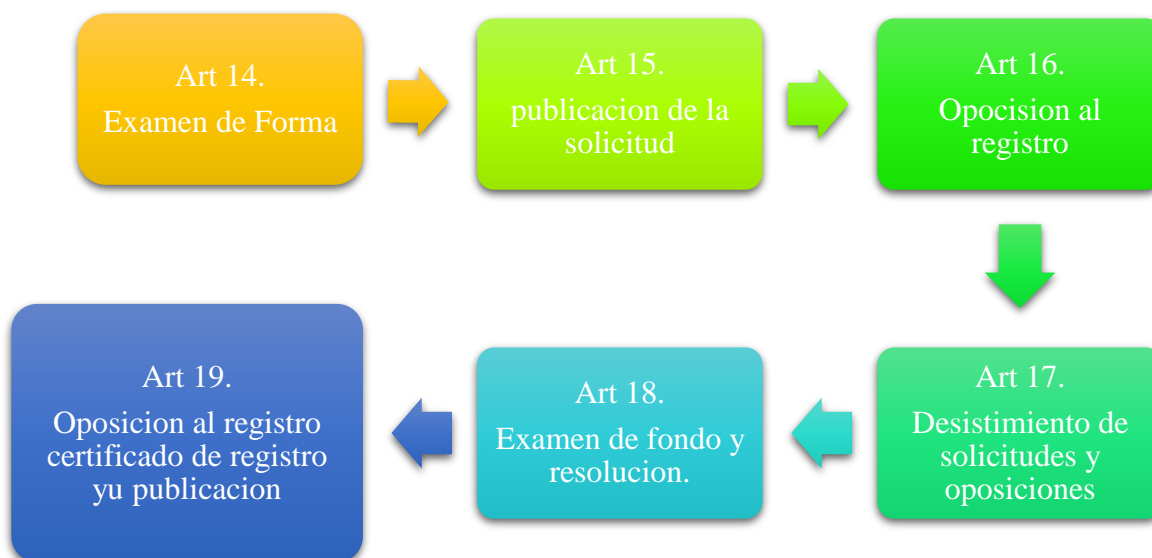 Art 14.
Examen de Forma
Art 15.
publicacion de la
solicitud
Art 16.
Opocision al
registro
Art 17.
Desistimiento de
solicitudes y
oposiciones
Art 18.
Examen de fondo y
resolucion.
Art 19.
Oposicion al registro
certificado de registro
yu publicacion